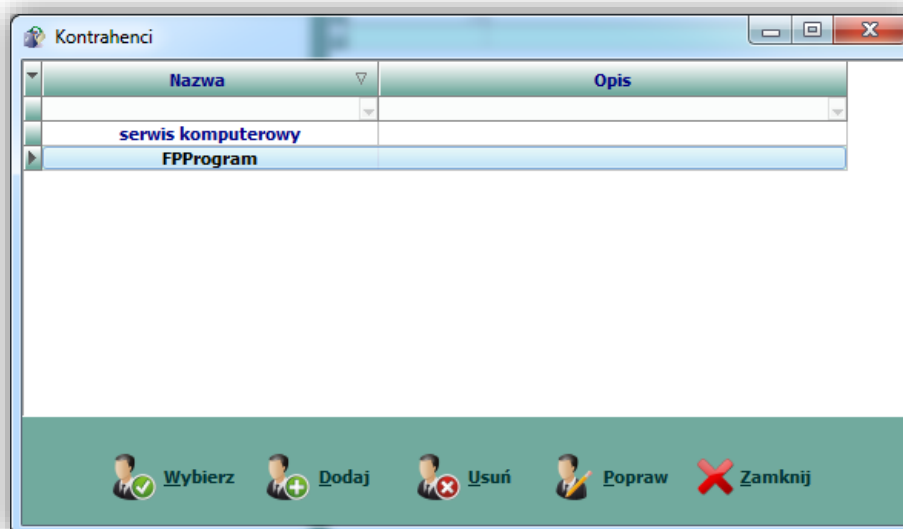 Kontrahenci
Nazwa Opis
serwis komputerowy
FPProgram
Wybierz Dodaj Usuń Popraw Zamknij